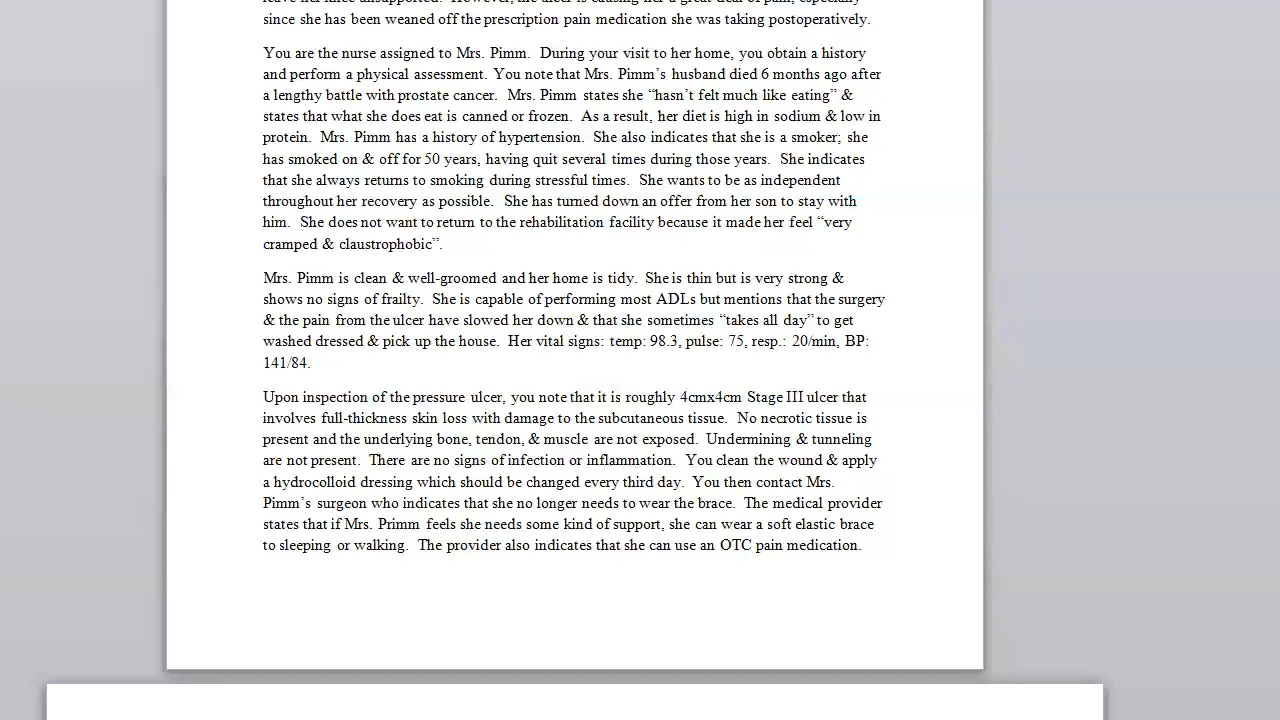 since she has been weaned off the prescription pain medication she was taking postoperatively.
You are the nurse assigned to Mrs. Pimm.  During your visit to her home, you obtain a history
and perform a physical assessment. You note that Mrs. Pimm’s husband died 6 months ago after
a lengthy battle with prostate cancer.  Mrs. Pimm states she “hasn’t felt much like eating” &
states that what she does eat is canned or frozen.  As a result, her diet is high in sodium & low in
protein.  Mrs. Pimm has a history of hypertension.  She also indicates that she is a smoker; she
has smoked on & off for 50 years, having quit several times during those years.  She indicates
that she always returns to smoking during stressful times.  She wants to be as independent
throughout her recovery as possible.  She has turned down an offer from her son to stay with
him.  She does not want to return to the rehabilitation facility because it made her feel “very
cramped & claustrophobic”.
Mrs. Pimm is clean & well-groomed and her home is tidy.  She is thin but is very strong &
shows no signs of frailty.  She is capable of performing most ADLs but mentions that the surgery
& the pain from the ulcer have slowed her down & that she sometimes “takes all day” to get
washed dressed & pick up the house.  Her vital signs: temp: 98.3, pulse: 75, resp.: 20/min, BP:
141/84.
Upon inspection of the pressure ulcer, you note that it is roughly 4cmx4cm Stage III ulcer that
involves full-thickness skin loss with damage to the subcutaneous tissue.  No necrotic tissue is
present and the underlying bone, tendon, & muscle are not exposed.  Undermining & tunneling
are not present.  There are no signs of infection or inflammation.  You clean the wound & apply
a hydrocolloid dressing which should be changed every third day.  You then contact Mrs.
Pimm’s surgeon who indicates that she no longer needs to wear the brace.  The medical provider
states that if Mrs. Primm feels she needs some kind of support, she can wear a soft elastic brace
to sleeping or walking.  The provider also indicates that she can use an OTC pain medication.